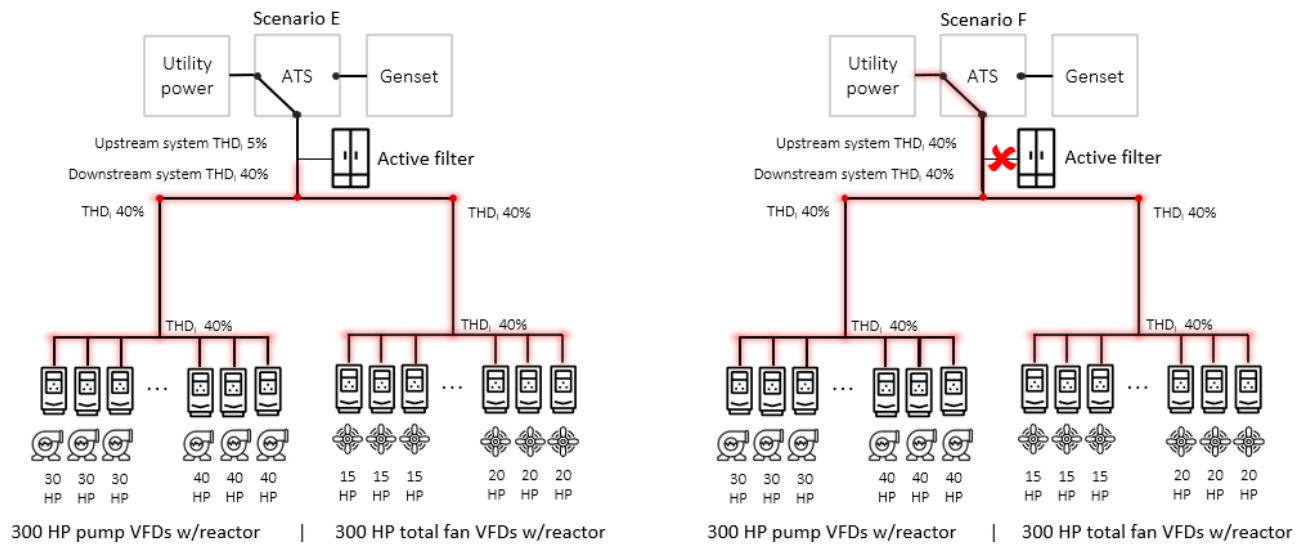 Scenario E
Utility
power
ATS
Genset
Upstream system THDI 5%
Active filter
Downstream system THDI 40%
THDI 40%
THDI 40%
THDI 40%
THDI 40%
...
...
30
HP
30
HP
30
HP
40
HP
40
HP
40
HP
15
HP
15
HP
15
HP
20
HP
20
HP
20
HP
300 HP pump VFDs w/reactor | 300 HP total fan VFDs w/reactor
Scenario F
Utility
power
ATS
Genset
Upstream system THDI 40%
Active filter
Downstream system THDI 40%
THDI 40%
THDI 40%
THDI 40%
THDI 40%
...
...
30
HP
30
HP
30
HP
40
HP
40
HP
40
HP
15
HP
15
HP
15
HP
20
HP
20
HP
20
HP
300 HP pump VFDs w/reactor | 300 HP total fan VFDs w/reactor